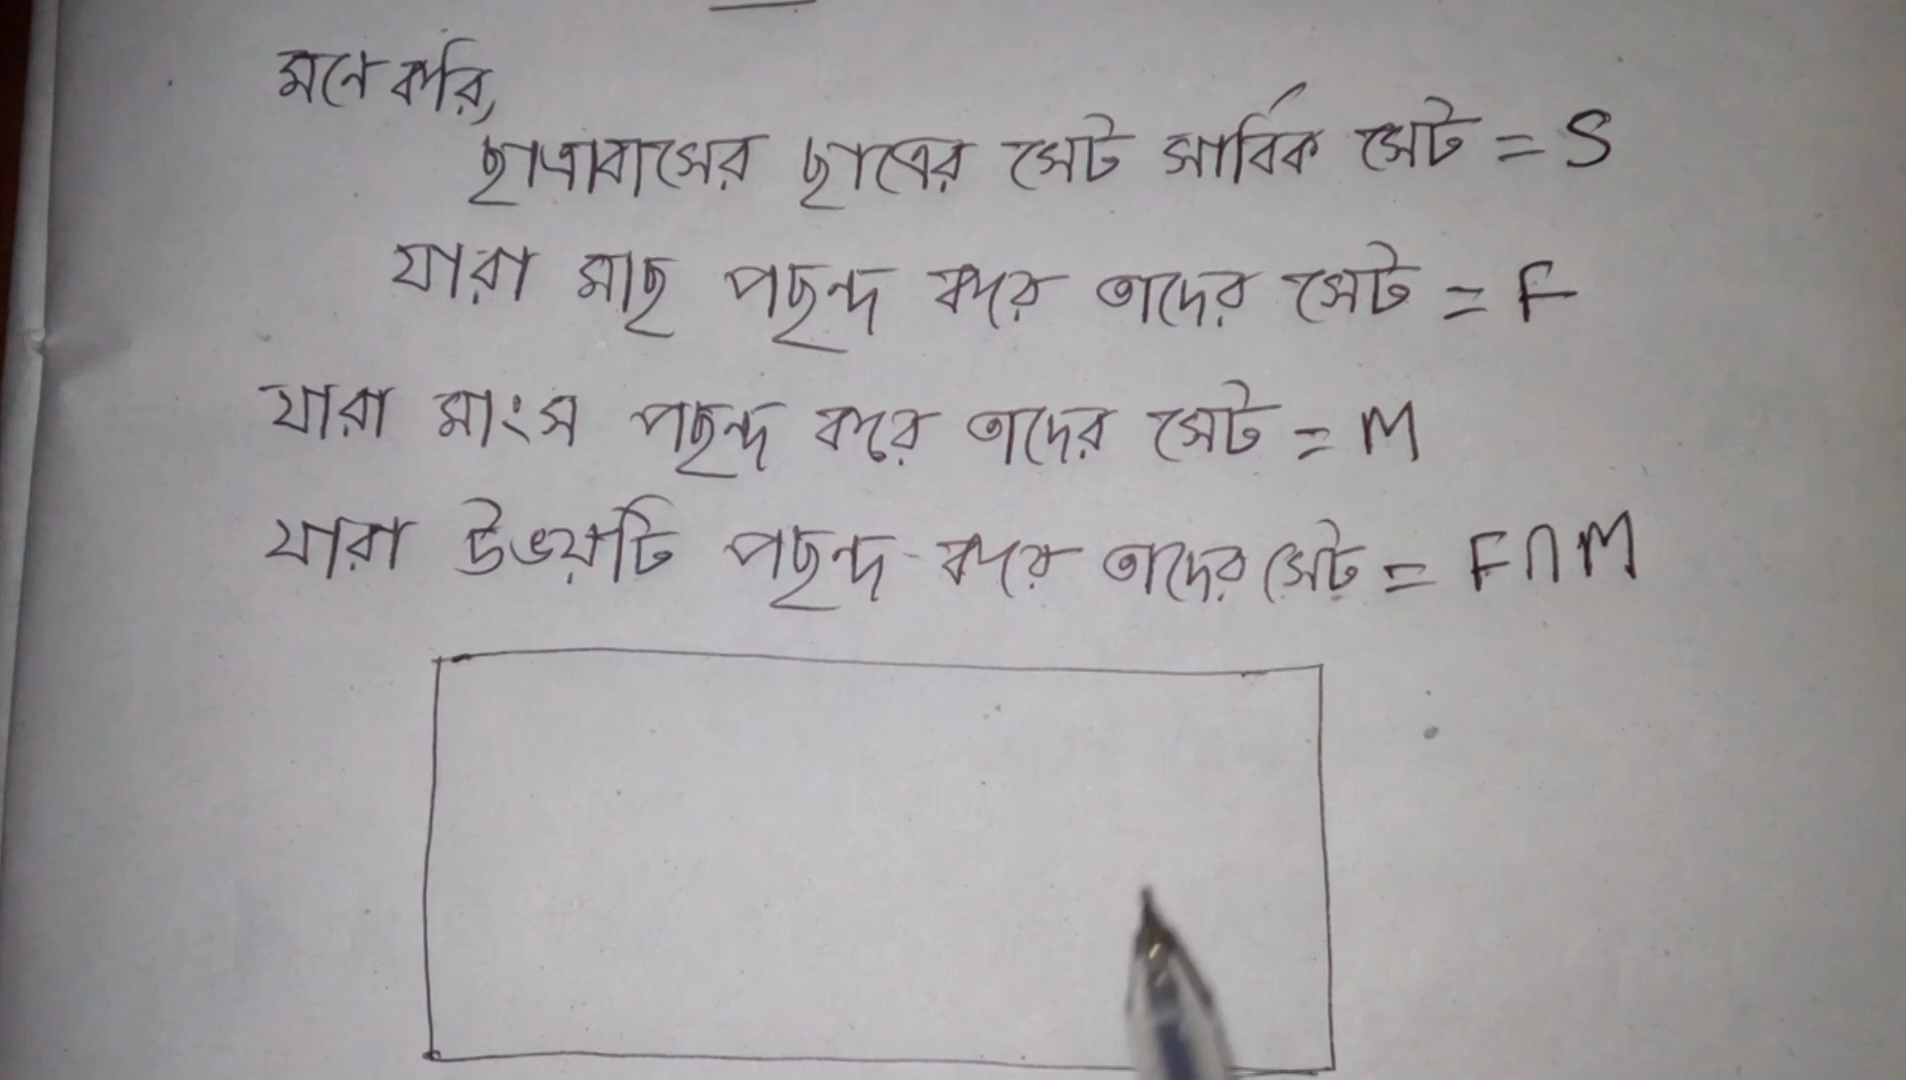 মনে করি,
ছাত্রাবাসের ছাত্রের সেট সার্বিক সেট = S
যারা মাছ পছন্দ করে তাদের সেট = F
যারা মাংস পছন্দ করে তাদের সেট = M
যারা উভয়টি পছন্দ করে তাদের সেট = F∩M